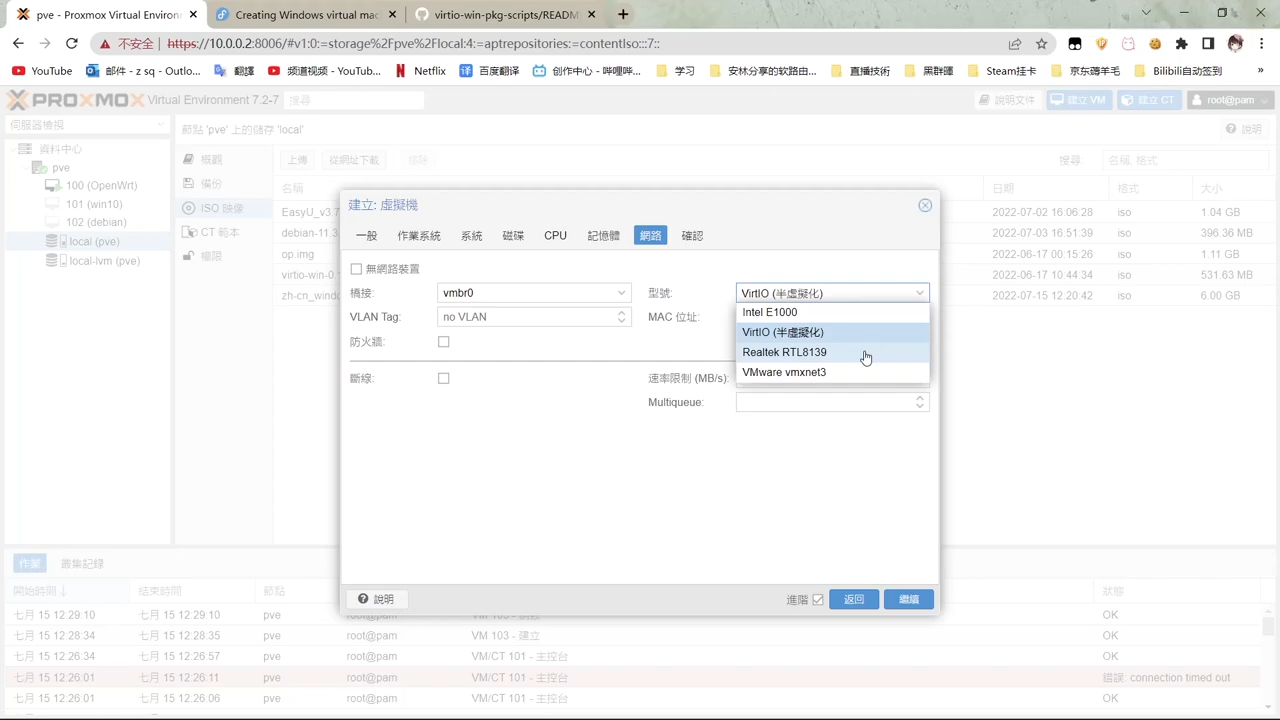 pve - Proxmox Virtual Environ
Creating Windows virtual mac
virtio-win-pkg-scripts/README
不安全
https://10.0.0.2:8006/#v1:0:=storage%2Fpve%2Flocal:4:=aptrepositories:=contentIso:::7::
YouTube
邮件 - z sq - Outlo...
翻譯
频道视频 - YouTub...
Netflix
百度翻译
创作中心 - 哔哩哔...
学习
安林分享的软路由...
直播技術
黑群暉
Steam挂卡
京东薅羊毛
Bilibili自动签到
»
PROXMOX Virtual Environment 7.2-7
搜尋
說明文件
建立 VM
建立 CT
root@pam
伺服器檢視
節點 'pve' 上的儲存 'local'
說明
資料中心
pve
100 (OpenWrt)
101 (win10)
102 (debian)
local (pve)
local-lvm (pve)
概觀
備份
ISO 映像
CT 範本
權限
上傳
從網址下載
移除
搜尋:
名稱, 格式
名稱
日期
格式
大小
EasyU_v3.7
2022-07-02 16:06:28
iso
1.04 GB
debian-11.3
2022-07-03 16:51:39
iso
396.36 MB
op.img
2022-06-17 00:15:26
iso
1.11 GB
virtio-win-0.
2022-06-17 10:44:34
iso
531.63 MB
zh-cn_windo
2022-07-15 12:20:42
iso
6.00 GB
建立: 虛擬機
一般
作業系統
系統
磁碟
CPU
記憶體
網路
確認
無網路裝置
橋接:
vmbr0
型號:
VirtIO (半虛擬化)
VLAN Tag:
no VLAN
MAC 位址:
Intel E1000
VirtIO (半虛擬化)
Realtek RTL8139
VMware vmxnet3
防火牆:
斷線:
速率限制 (MB/s):
Multiqueue:
說明
進階
返回
繼續
作業
叢集記錄
開始時間
結束時間
節點
狀態
七月 15 12:29:10
七月 15 12:29:10
pve
root@pam
VM 103 -
OK
七月 15 12:28:34
七月 15 12:28:35
pve
root@pam
VM 103 - 建立
OK
七月 15 12:26:34
七月 15 12:26:57
pve
root@pam
VM/CT 101 - 主控台
OK
七月 15 12:26:01
七月 15 12:26:11
pve
root@pam
VM/CT 101 - 主控台
錯誤: connection timed out
七月 15 12:26:01
七月 15 12:26:06
pve
root@pam
VM/CT 101 - 主控台
OK